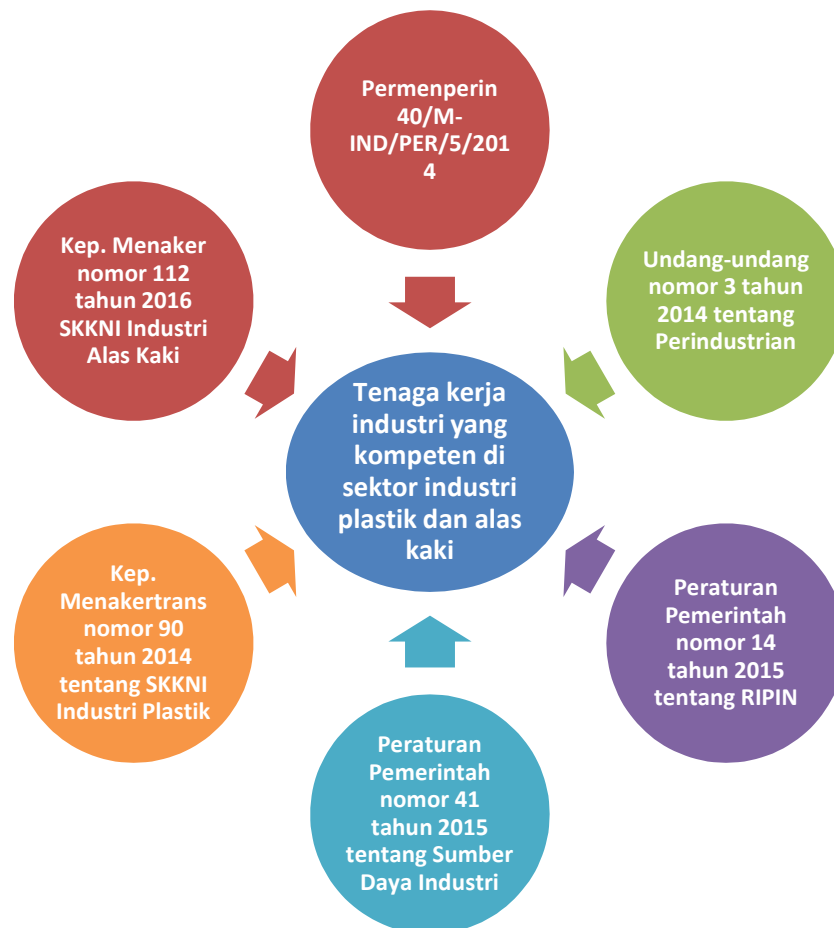 Permenperin
40/M-
IND/PER/5/201
4
Undang-undang
nomor 3 tahun
2014 tentang
Perindustrian
Peraturan
Pemerintah
nomor 14
tahun 2015
tentang RIPIN
Peraturan
Pemerintah
nomor 41
tahun 2015
tentang Sumber
Daya Industri
Kep.
Menakertrans
nomor 90
tahun 2014
tentang SKKNI
Industri Plastik
Kep. Menaker
nomor 112
tahun 2016
SKKNI Industri
Alas Kaki
Tenaga kerja
industri yang
kompeten di
sektor industri
plastik dan alas
kaki